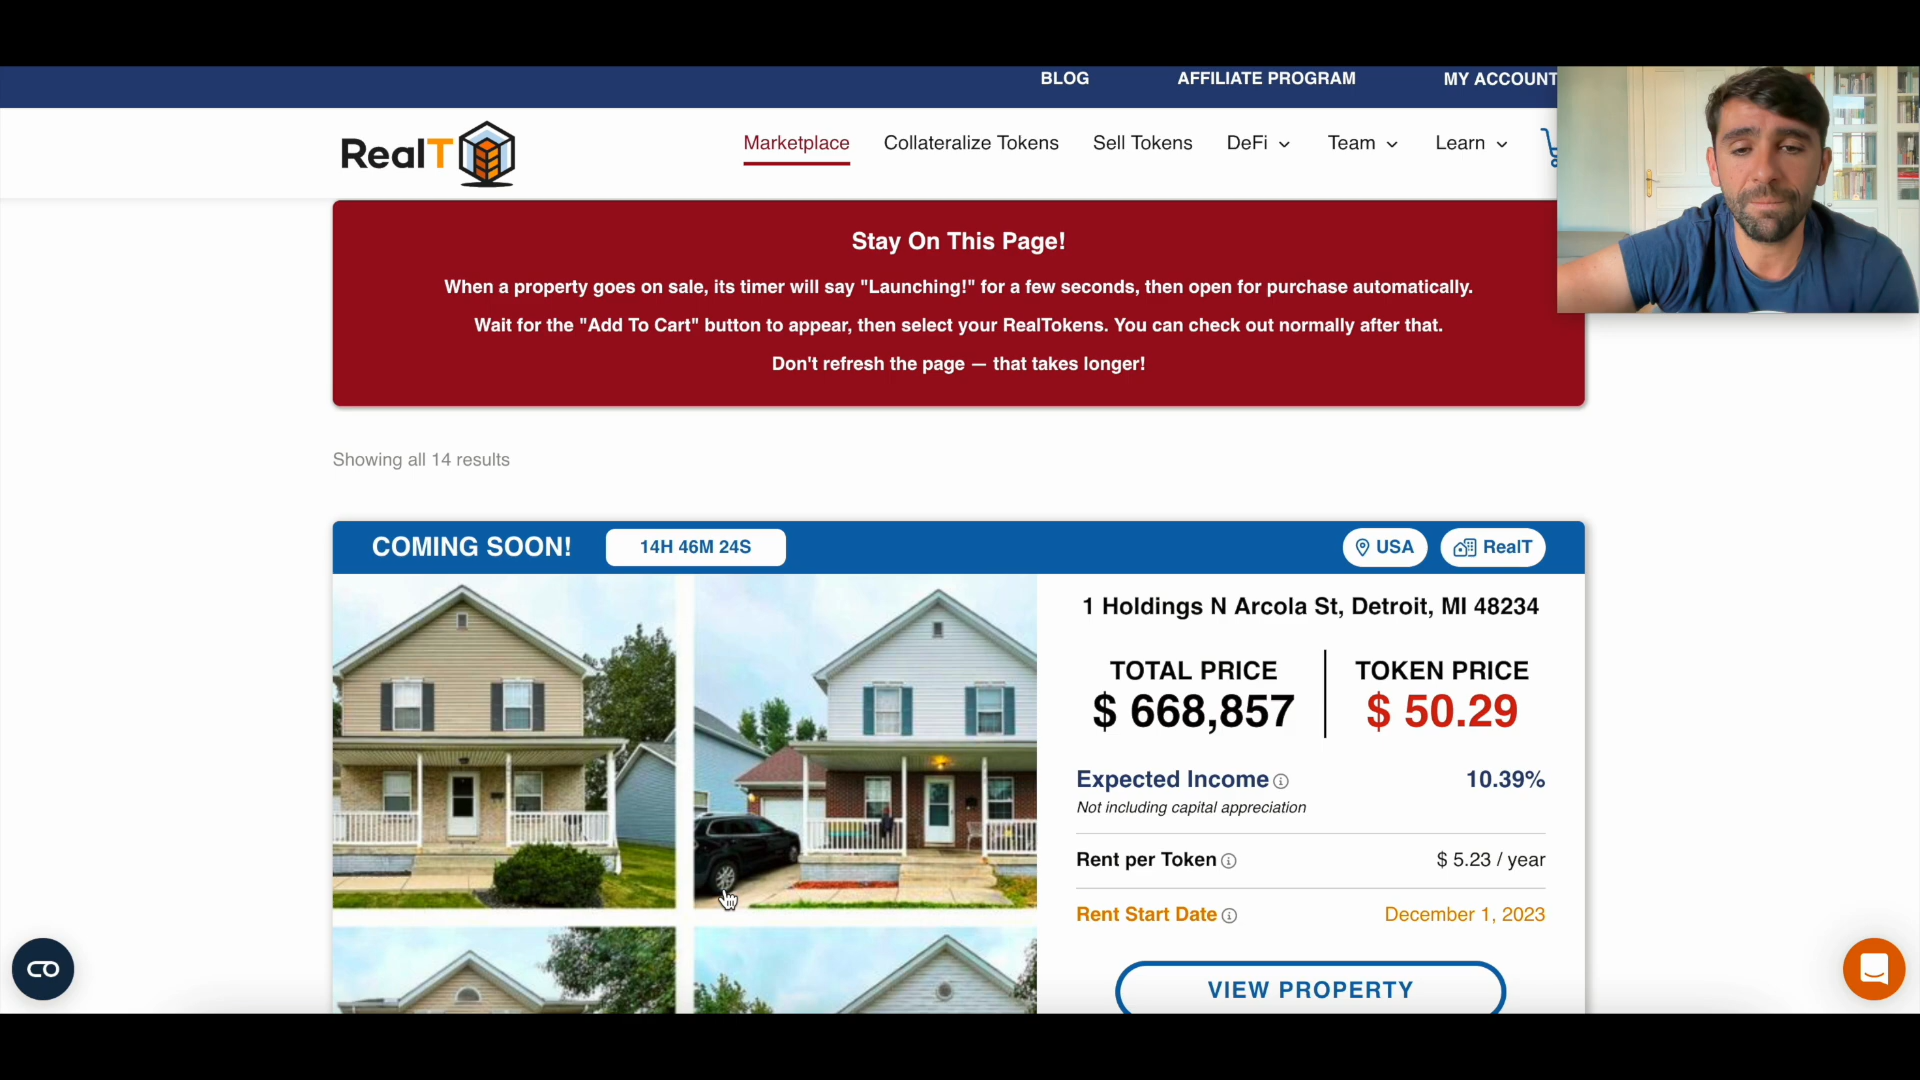 BLOG AFFILIATE PROGRAM MY ACCOUNT
RealT Marketplace Collateralize Tokens Sell Tokens DeFi Team Learn
Stay On This Page!
When a property goes on sale, its timer will say "Launching!" for a few seconds, then open for purchase automatically.
Wait for the "Add To Cart" button to appear, then select your RealTokens. You can check out normally after that.
Don't refresh the page — that takes longer!
Showing all 14 results
COMING SOON! 14H 46M 24S USA RealT
1 Holdings N Arcola St, Detroit, MI 48234
TOTAL PRICE TOKEN PRICE
$ 668,857 $ 50.29
Expected Income 10.39%
Not including capital appreciation
Rent per Token $ 5.23 / year
Rent Start Date December 1, 2023
VIEW PROPERTY